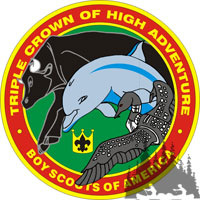 TRIPLE CROWN OF HIGH ADVENTURE
• BOY SCOUTS OF AMERICA •